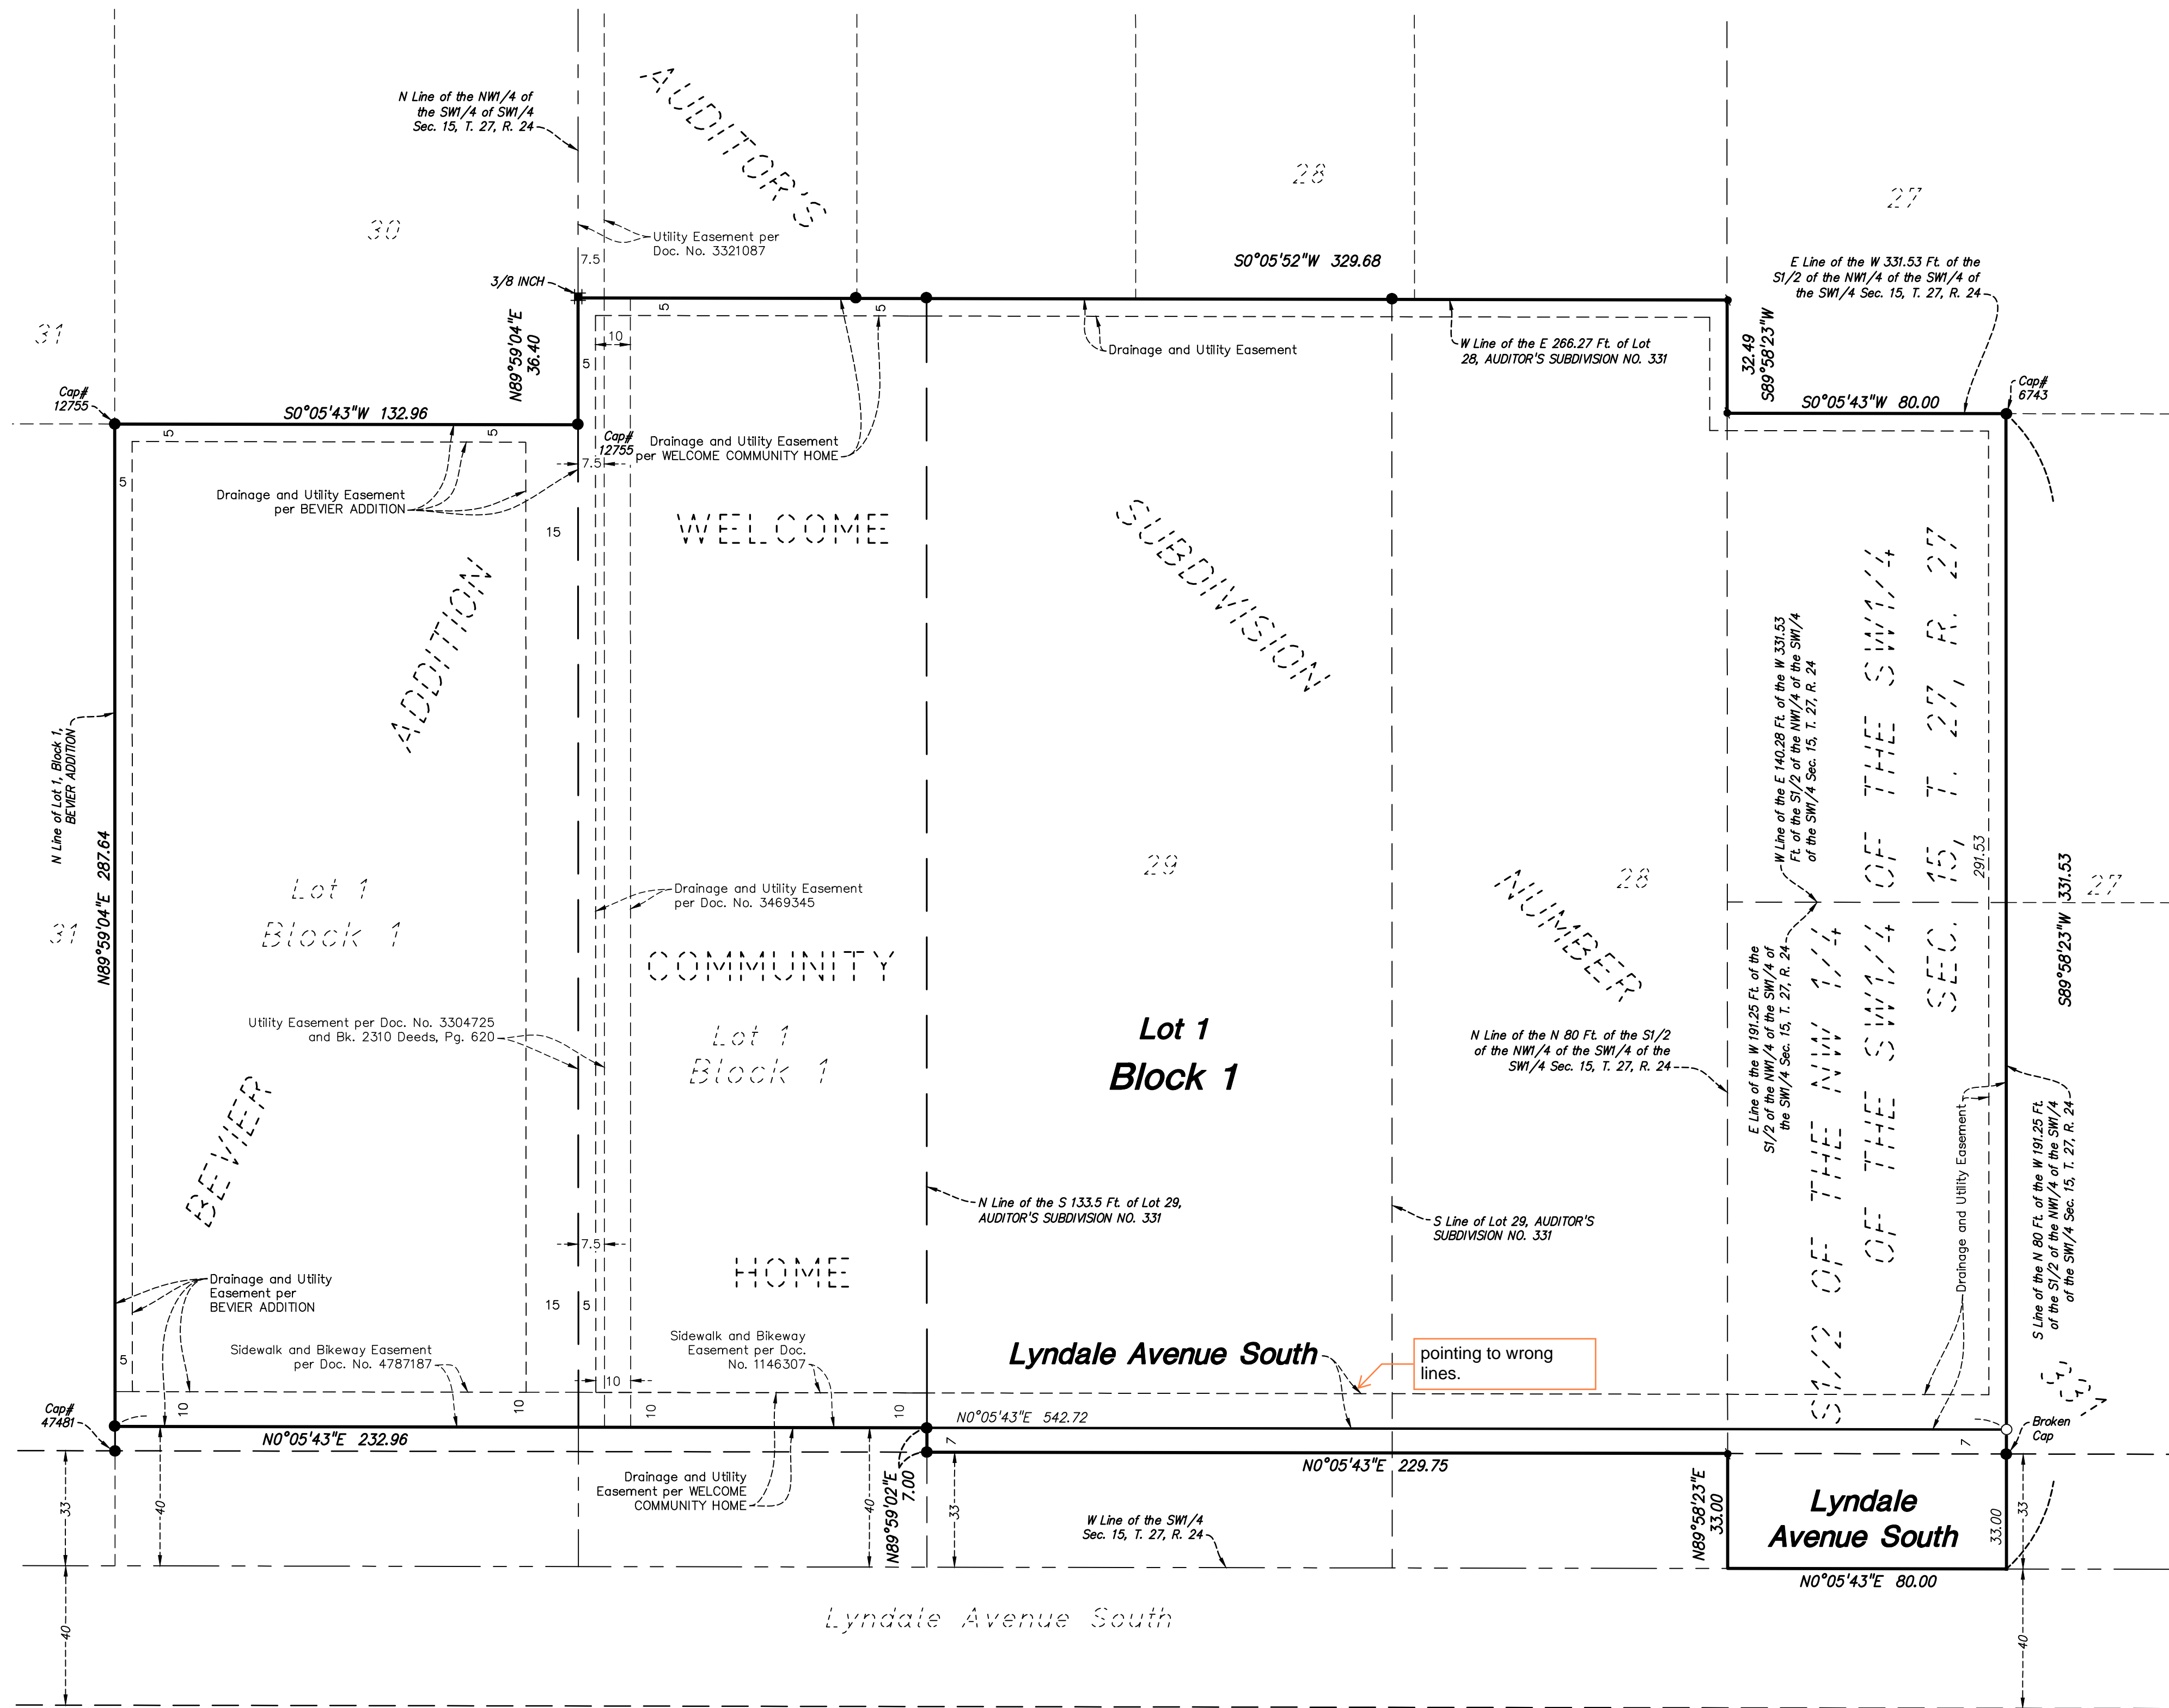 N Line of the NW1/4 of
the SW1/4 of SW1/4
Sec. 15, T. 27, R. 24
AUDITOR'S
28
27
30
Utility Easement per
Doc. No. 3321087
7.5
S0°05'52"W 329.68
E Line of the W 331.53 Ft. of the
S1/2 of the NW1/4 of the SW1/4 of
the SW1/4 Sec. 15, T. 27, R. 24
3/8 INCH
31
N89°59'04"E
36.40
5
5
10
5
Drainage and Utility Easement
W Line of the E 266.27 Ft. of Lot
28, AUDITOR'S SUBDIVISION NO. 331
32.49
S89°58'23"W
Cap#
12755
S0°05'43"W 132.96
S0°05'43"W 80.00
Cap#
6743
5
5
5
Cap#
12755
7.5
Drainage and Utility Easement
per WELCOME COMMUNITY HOME
Drainage and Utility Easement
per BEVIER ADDITION
15
WELCOME
SUBDIVISION
ADDITION
N Line of Lot 1, Block 1,
BEVIER ADDITION
N89°59'04"E 287.64
W Line of the E 140.28 Ft. of the W 331.53
Ft. of the S1/2 of the NW1/4 of the SW1/4
of the SW1/4 Sec. 15, T. 27, R. 24
S1/2 OF THE NW 1/4
OF THE SW1/4 OF THE SW1/4
SEC. 15, T. 27, R. 27
291.53
S89°58'23"W 331.53
27
29
28
NUMBER
Lot 1
Block 1
31
Drainage and Utility Easement
per Doc. No. 3469345
COMMUNITY
E Line of the W 191.25 Ft. of the
S1/2 of the NW1/4 of the SW1/4 of
the SW1/4 Sec. 15, T. 27, R. 24
Utility Easement per Doc. No. 3304725
and Bk. 2310 Deeds, Pg. 620
Lot 1
Block 1
Lot 1
Block 1
N Line of the N 80 Ft. of the S1/2
of the NW1/4 of the SW1/4 of the
SW1/4 Sec. 15, T. 27, R. 24
Drainage and Utility Easement
S Line of the N 80 Ft. of the W 191.25 Ft.
of the S1/2 of the NW1/4 of the SW1/4
of the SW1/4 Sec. 15, T. 27, R. 24
BEVIER
N Line of the S 133.5 Ft. of Lot 29,
AUDITOR'S SUBDIVISION NO. 331
S Line of Lot 29, AUDITOR'S
SUBDIVISION NO. 331
7.5
HOME
Drainage and Utility
Easement per
BEVIER ADDITION
15
5
Sidewalk and Bikeway Easement
per Doc. No. 4787187
Sidewalk and Bikeway
Easement per Doc.
No. 1146307
Lyndale Avenue South
pointing to wrong
lines.
331
5
10
Cap#
47481
10
10
10
10
N0°05'43"E 542.72
Broken
Cap
N0°05'43"E 232.96
7
7
N0°05'43"E 229.75
Drainage and Utility
Easement per WELCOME
COMMUNITY HOME
N89°59'02"E
7.00
N89°58'23"E
33.00
Lyndale
Avenue South
33.00
33
33
40
40
33
W Line of the SW1/4
Sec. 15, T. 27, R. 24
N0°05'43"E 80.00
Lyndale Avenue South
40
40